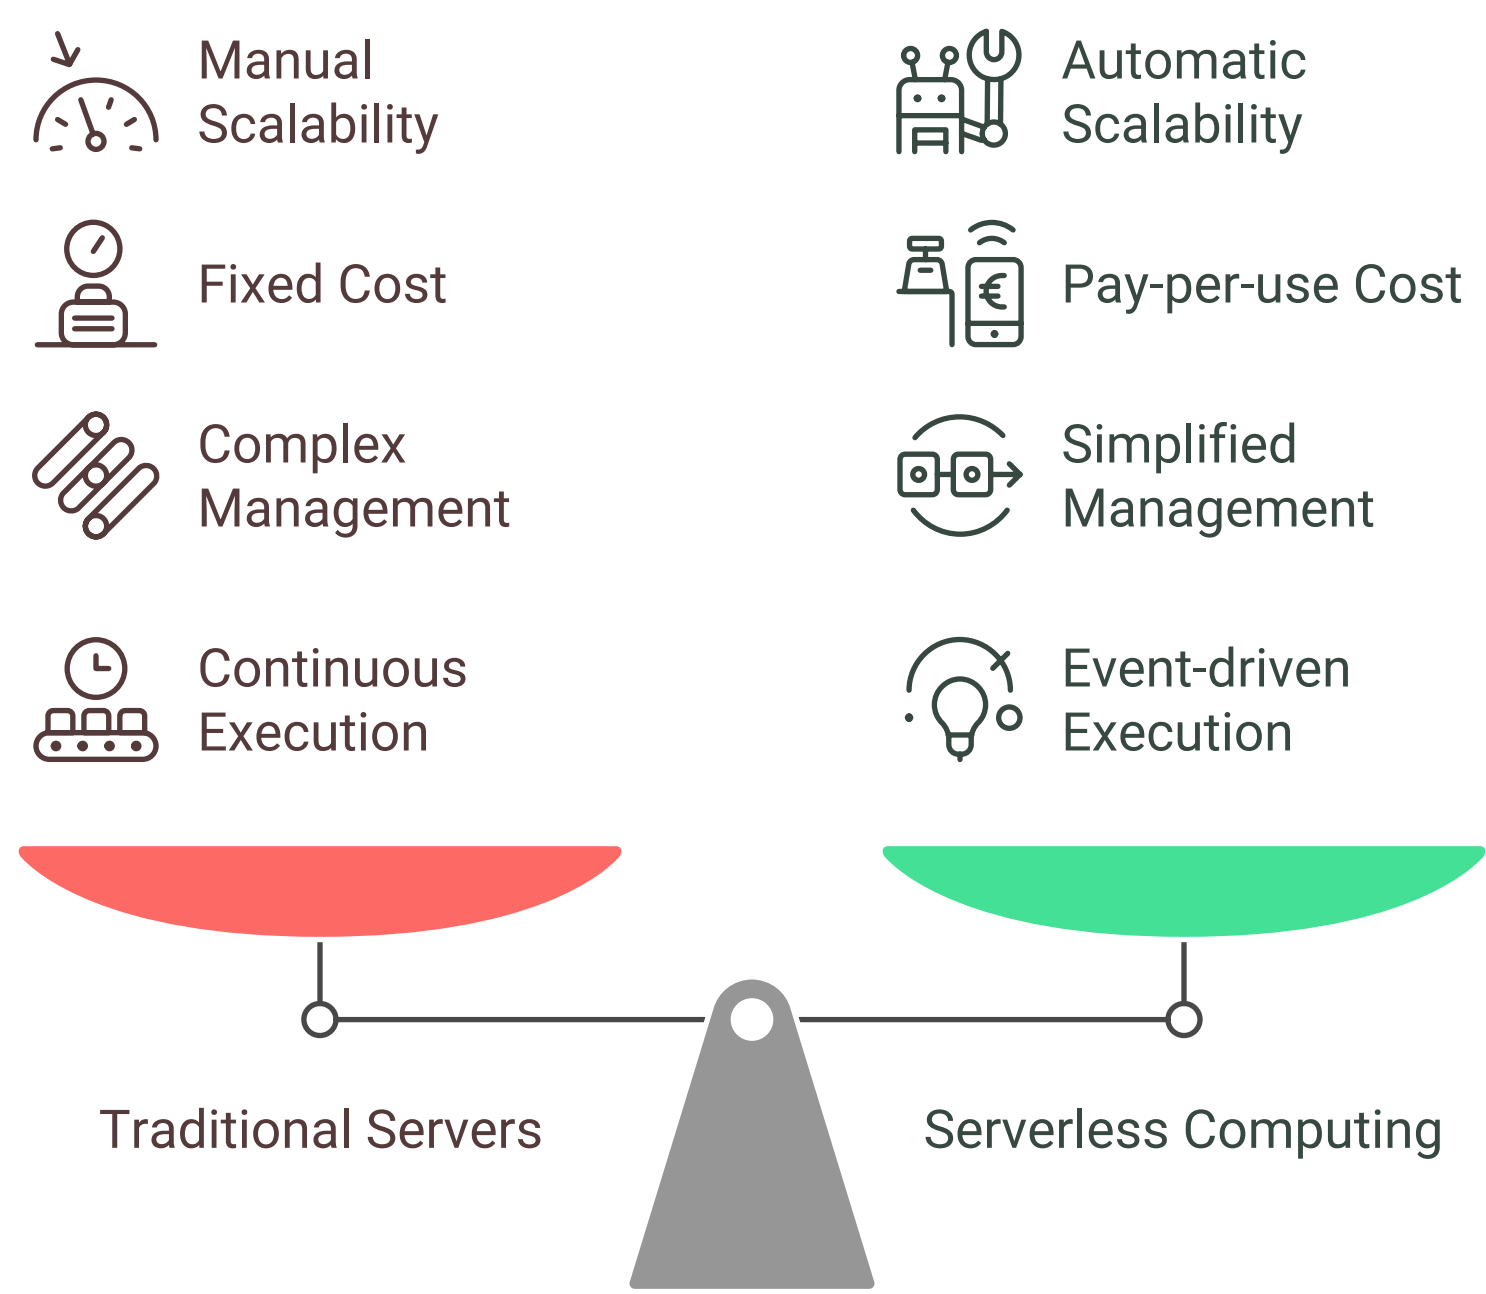 Manual
Scalability
Automatic
Scalability
Fixed Cost
Pay-per-use Cost
Complex
Management
Simplified
Management
Continuous
Execution
Event-driven
Execution
Traditional Servers
Serverless Computing